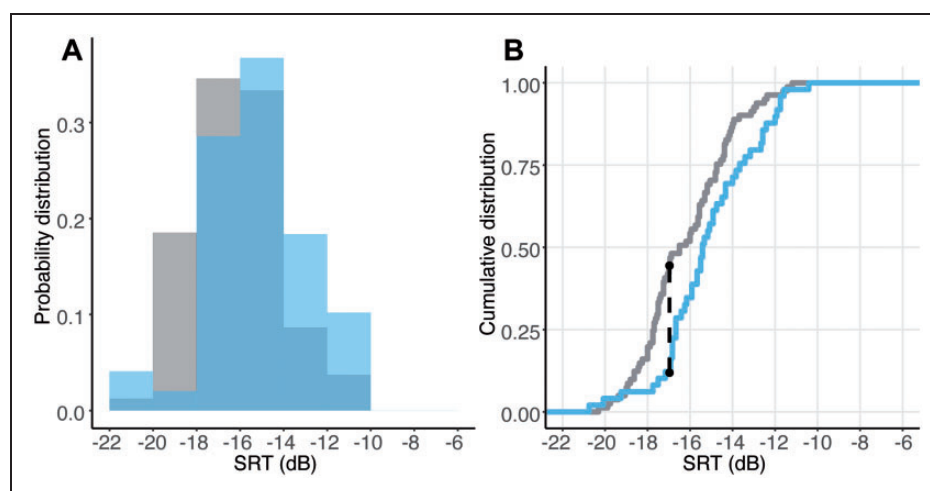 A
Probability distribution
0.3
0.2
0.1
0.0
-22 -20 -18 -16 -14 -12 -10 -8 -6
SRT (dB)
B
Cumulative distribution
1.00
0.75
0.50
0.25
0.00
-22 -20 -18 -16 -14 -12 -10 -8 -6
SRT (dB)